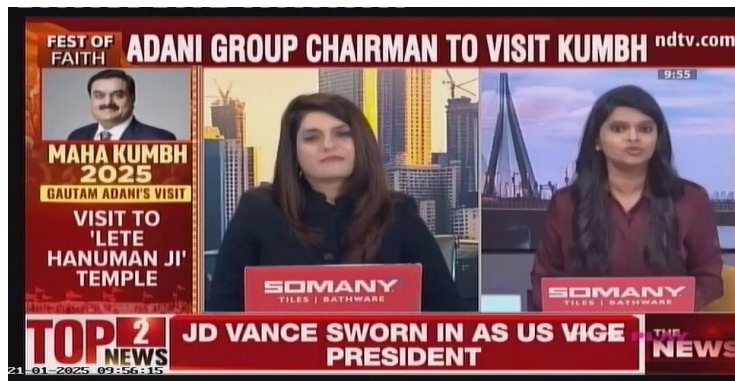 FEST OF
FAITH
ADANI GROUP CHAIRMAN TO VISIT KUMBH
ndtv.com
9:55
MAHA KUMBH
2025
GAUTAM ADANI'S VISIT
VISIT TO
'LETE
HANUMAN JI'
TEMPLE
SOMANY
TILES | BATHWARE
SOMANY
TILES | BATHWARE
TOP 2
NEWS
JD VANCE SWORN IN AS US VICE
PRESIDENT
THE
NEWS
21-01-2025 09:56:15